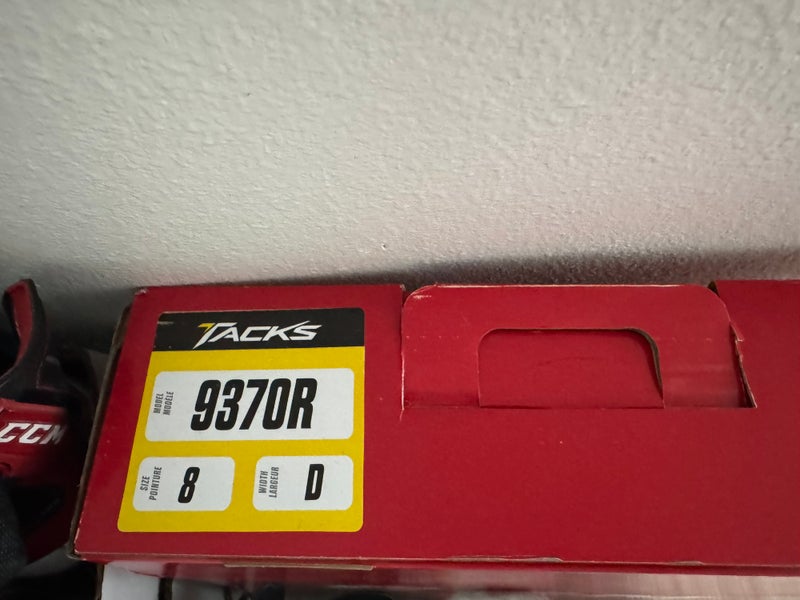 TACKS
MODEL
MODÈLE
9370R
SIZE
POINTURE
8
WIDTH
LARGEUR
D
CCM